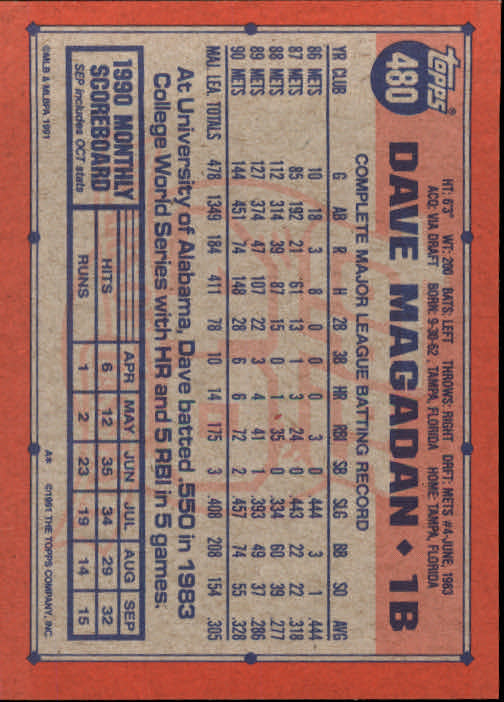 Topps®
480
DAVE MAGADAN ◆ 1B
HT: 6'3" WT: 200 BATS: LEFT THROWS: RIGHT DRAFT: METS #4-JUNE, 1983
ACQ: VIA DRAFT BORN: 9-30-62, TAMPA, FLORIDA HOME: TAMPA, FLORIDA
COMPLETE MAJOR LEAGUE BATTING RECORD
YR CLUB G AB R H 2B 3B HR RBI SB SLG BB SO AVG
86 METS 10 18 3 8 0 0 0 3 0 .444 3 1 .444
87 METS 85 192 21 61 13 1 3 24 0 .443 22 22 .318
88 METS 112 314 39 87 15 0 1 35 0 .334 60 39 .277
89 METS 127 374 47 107 22 3 4 41 1 .393 49 37 .286
90 METS 144 451 74 148 28 6 6 72 2 .457 74 55 .328
MAJ. LEA. TOTALS 478 1349 184 411 78 10 14 175 3 .408 208 154 .305
At University of Alabama, Dave batted .550 in 1983
College World Series with HR and 5 RBI in 5 games.
1990 MONTHLY
SCOREBOARD
SEP includes OCT stats
APR MAY JUN JUL AUG SEP
HITS 6 12 35 34 29 32
RUNS 1 2 23 19 14 15
©MLB & MLBPA 1991
A* ©1991 THE TOPPS COMPANY, INC.